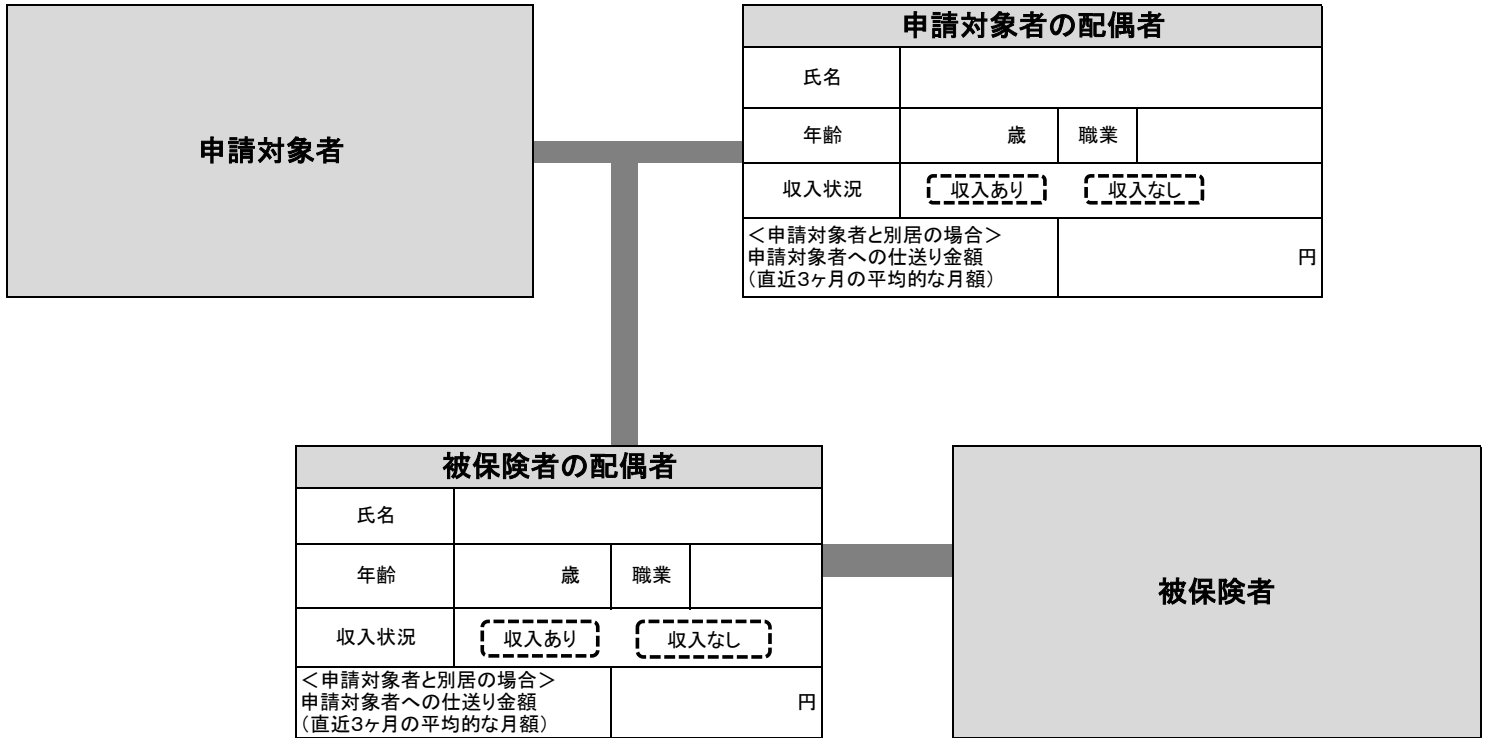 申請対象者
申請対象者の配偶者
氏名
年齢 歳 職業
収入状況 収入あり 収入なし
＜申請対象者と別居の場合＞
申請対象者への仕送り金額
（直近３ヶ月の平均的な月額）
円
被保険者の配偶者
氏名
年齢 歳 職業
収入状況 収入あり 収入なし
＜申請対象者と別居の場合＞
申請対象者への仕送り金額
（直近３ヶ月の平均的な月額）
円
被保険者